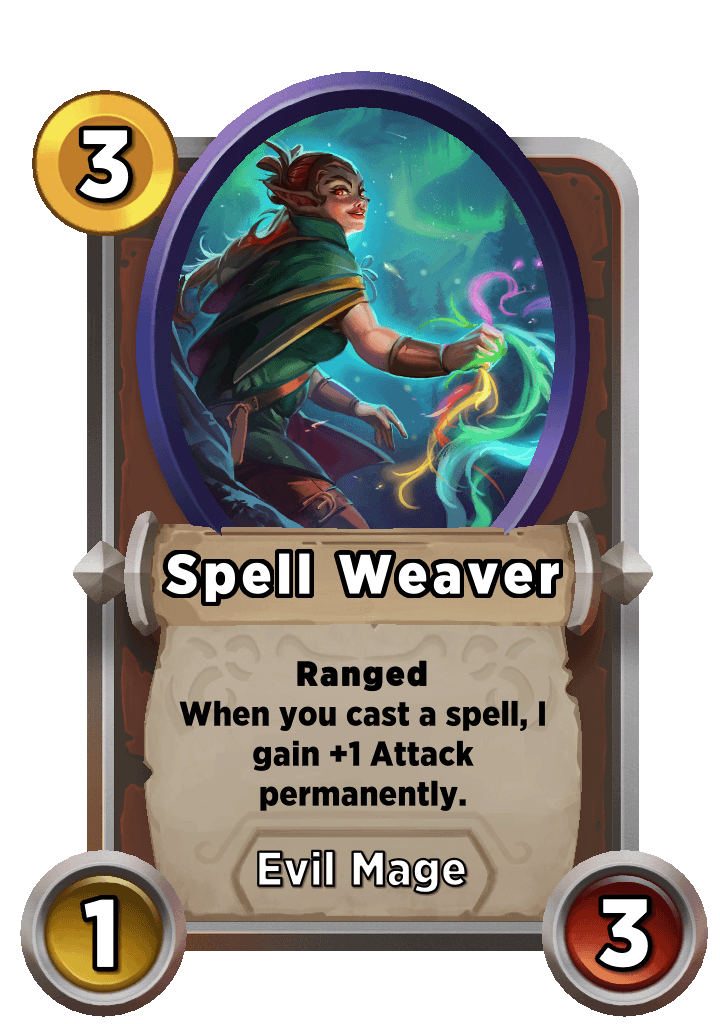 3
Spell Weaver
Ranged
When you cast a spell, I
gain +1 Attack
permanently.
Evil Mage
1
3